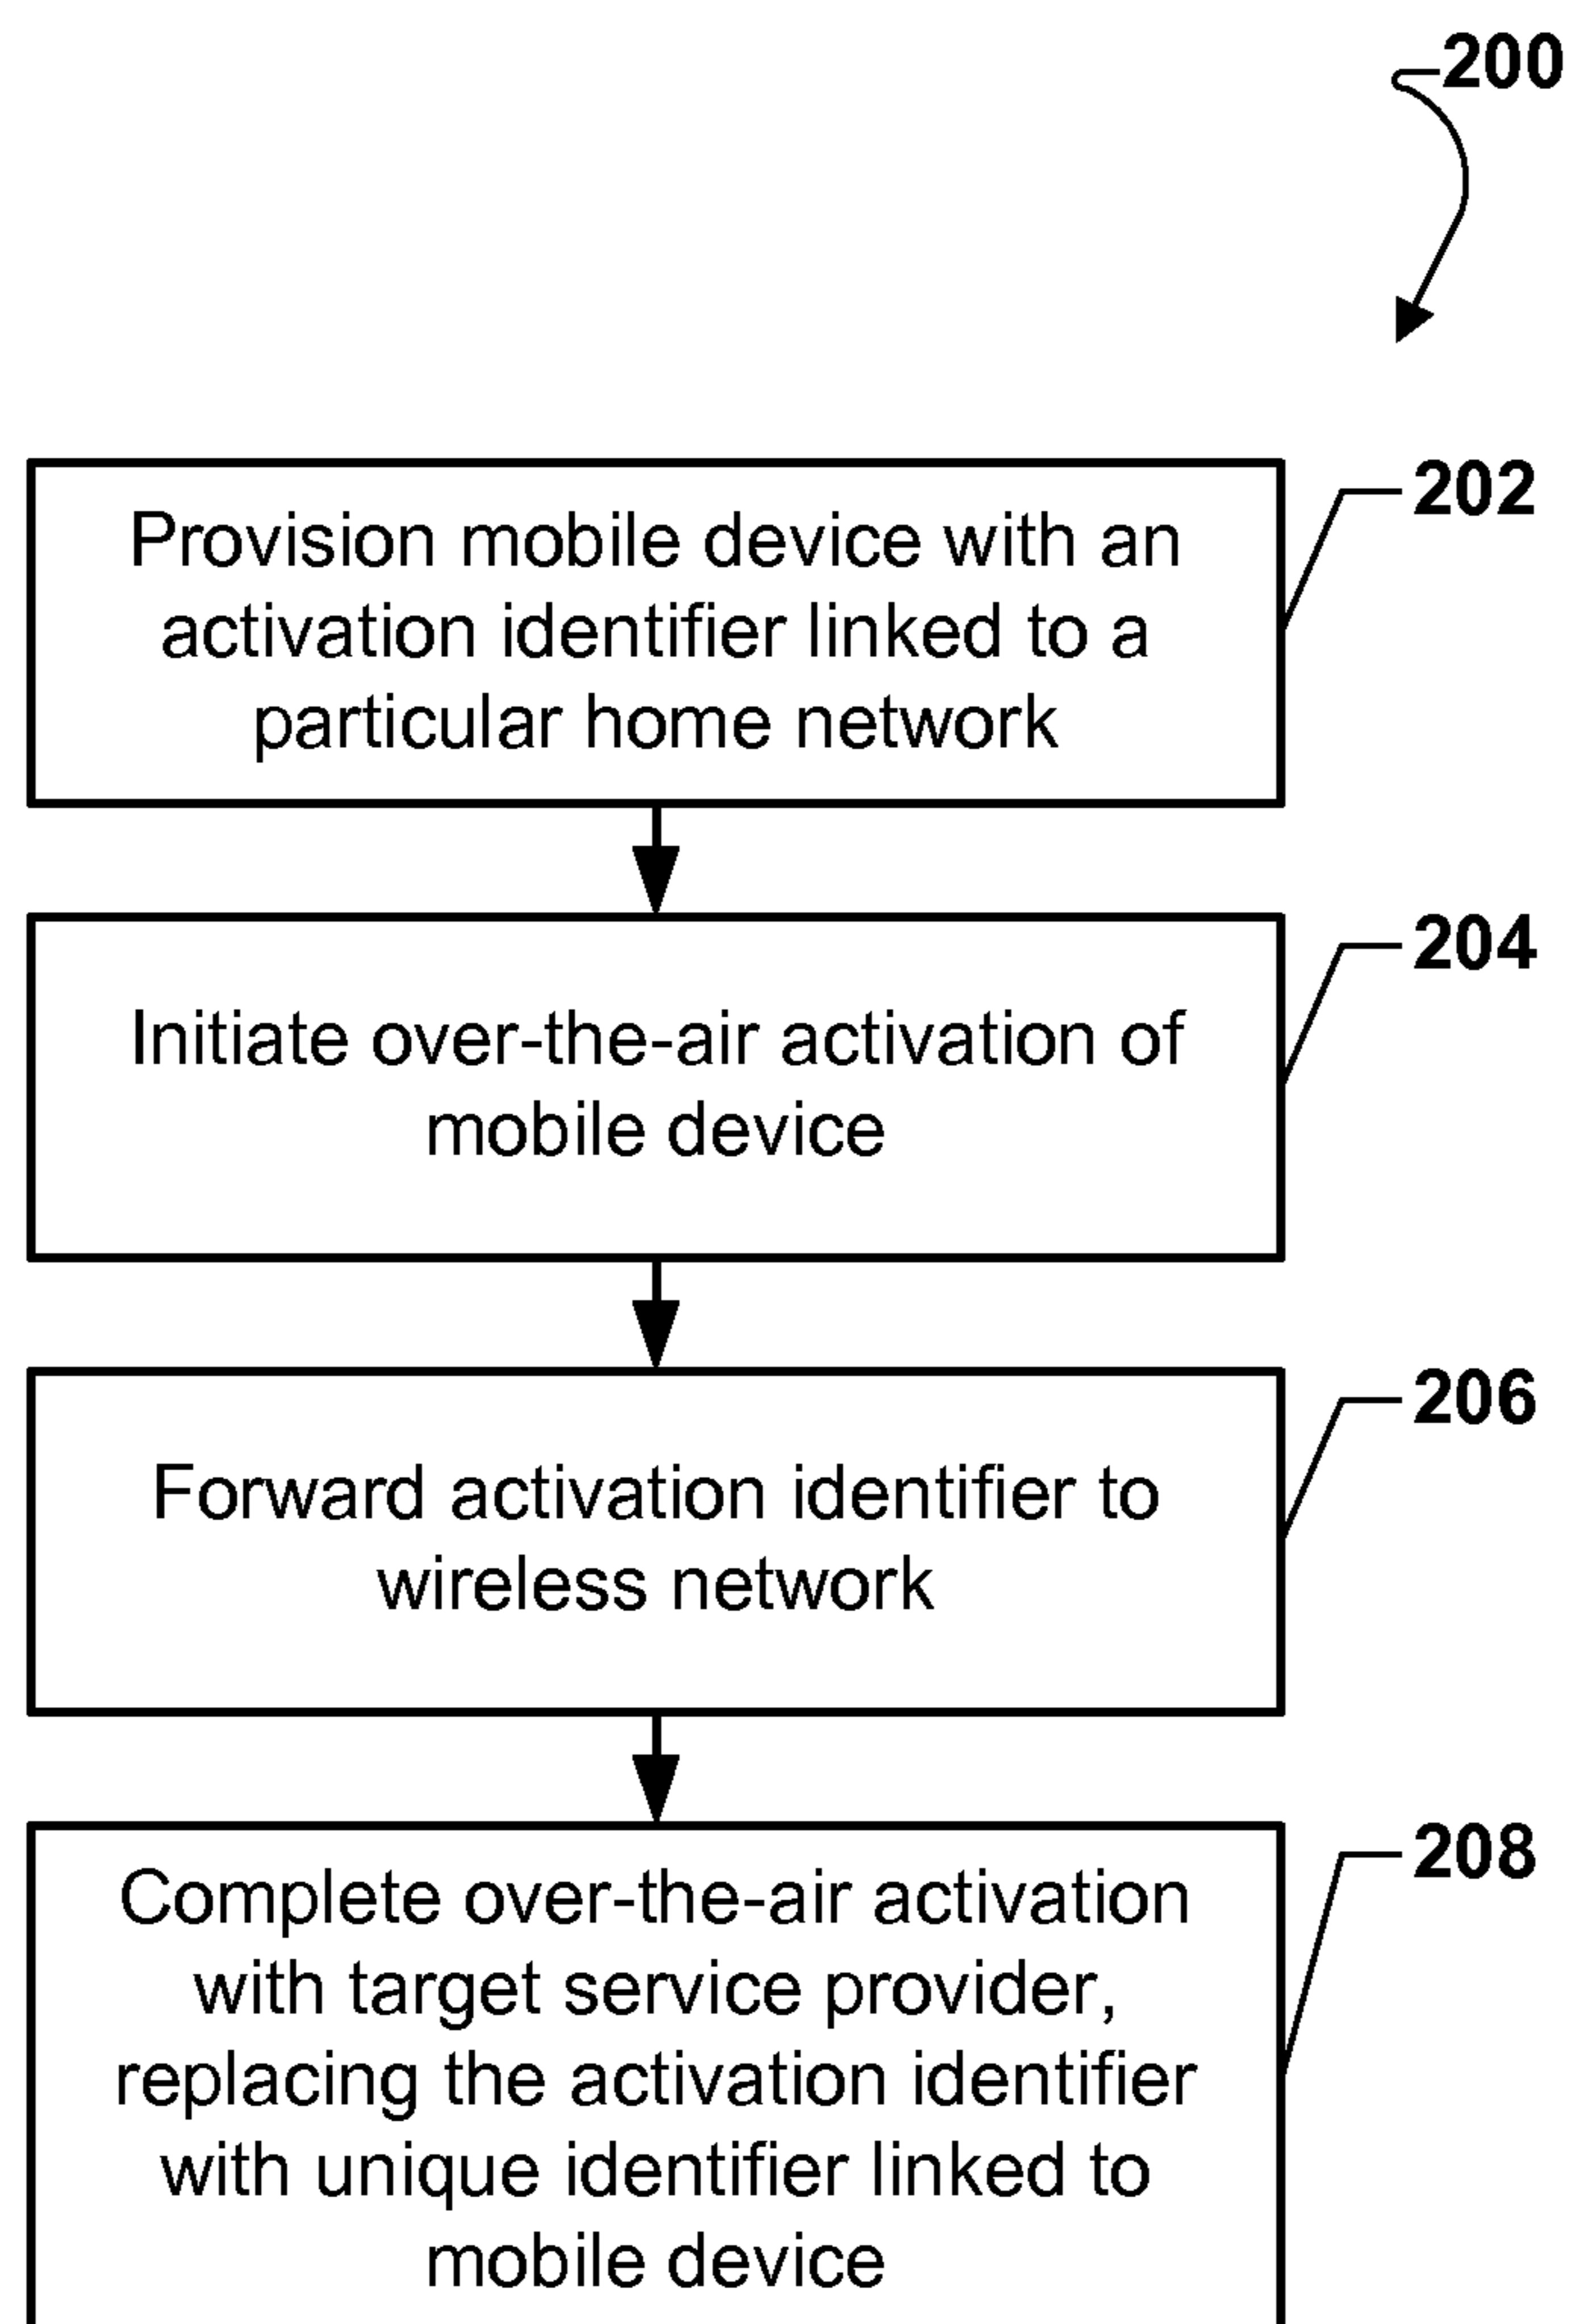 200
202
Provision mobile device with an
activation identifier linked to a
particular home network
204
Initiate over-the-air activation of
mobile device
206
Forward activation identifier to
wireless network
208
Complete over-the-air activation
with target service provider,
replacing the activation identifier
with unique identifier linked to
mobile device